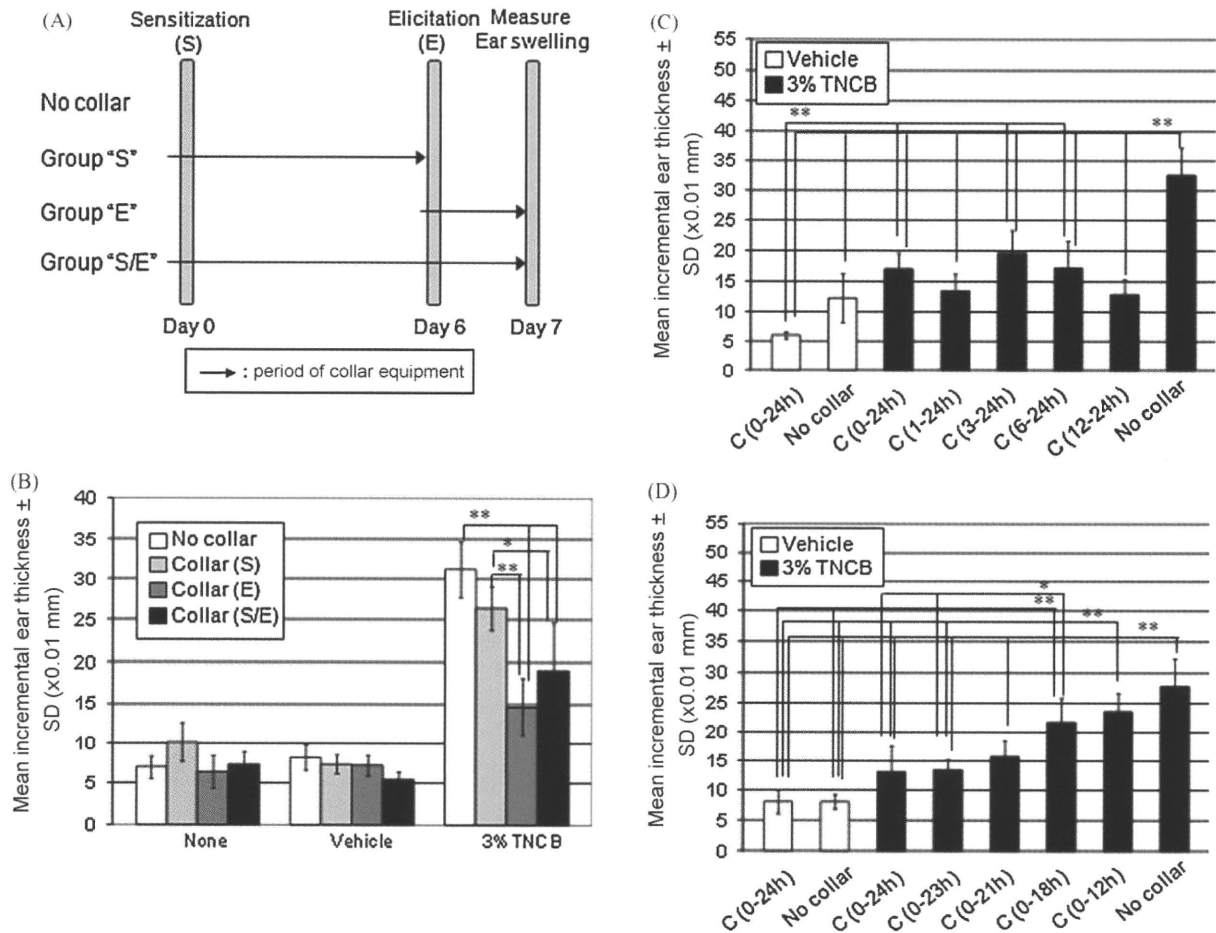 (A)
Sensitization
(S)
Elicitation
(E)
Measure
Ear swelling
No collar
Group "S"
Group "E"
Group "S/E"
Day 0
Day 6
Day 7
: period of collar equipment
(B)
Mean incremental ear thickness ±
SD (x0.01 mm)
40
35
30
25
20
15
10
5
0
No collar
Collar (S)
Collar (E)
Collar (S/E)
**
*
**
None
Vehicle
3% TNCB
(C)
Mean incremental ear thickness ±
SD (x0.01 mm)
55
50
45
40
35
30
25
20
15
10
5
0
Vehicle
3% TNCB
**
**
C (0-24h)
No collar
C (0-24h)
C (1-24h)
C (3-24h)
C (6-24h)
C (12-24h)
No collar
(D)
Mean incremental ear thickness ±
SD (x0.01 mm)
55
50
45
40
35
30
25
20
15
10
5
0
Vehicle
3% TNCB
*
**
**
**
C (0-24h)
No collar
C (0-24h)
C (0-23h)
C (0-21h)
C (0-18h)
C (0-12h)
No collar